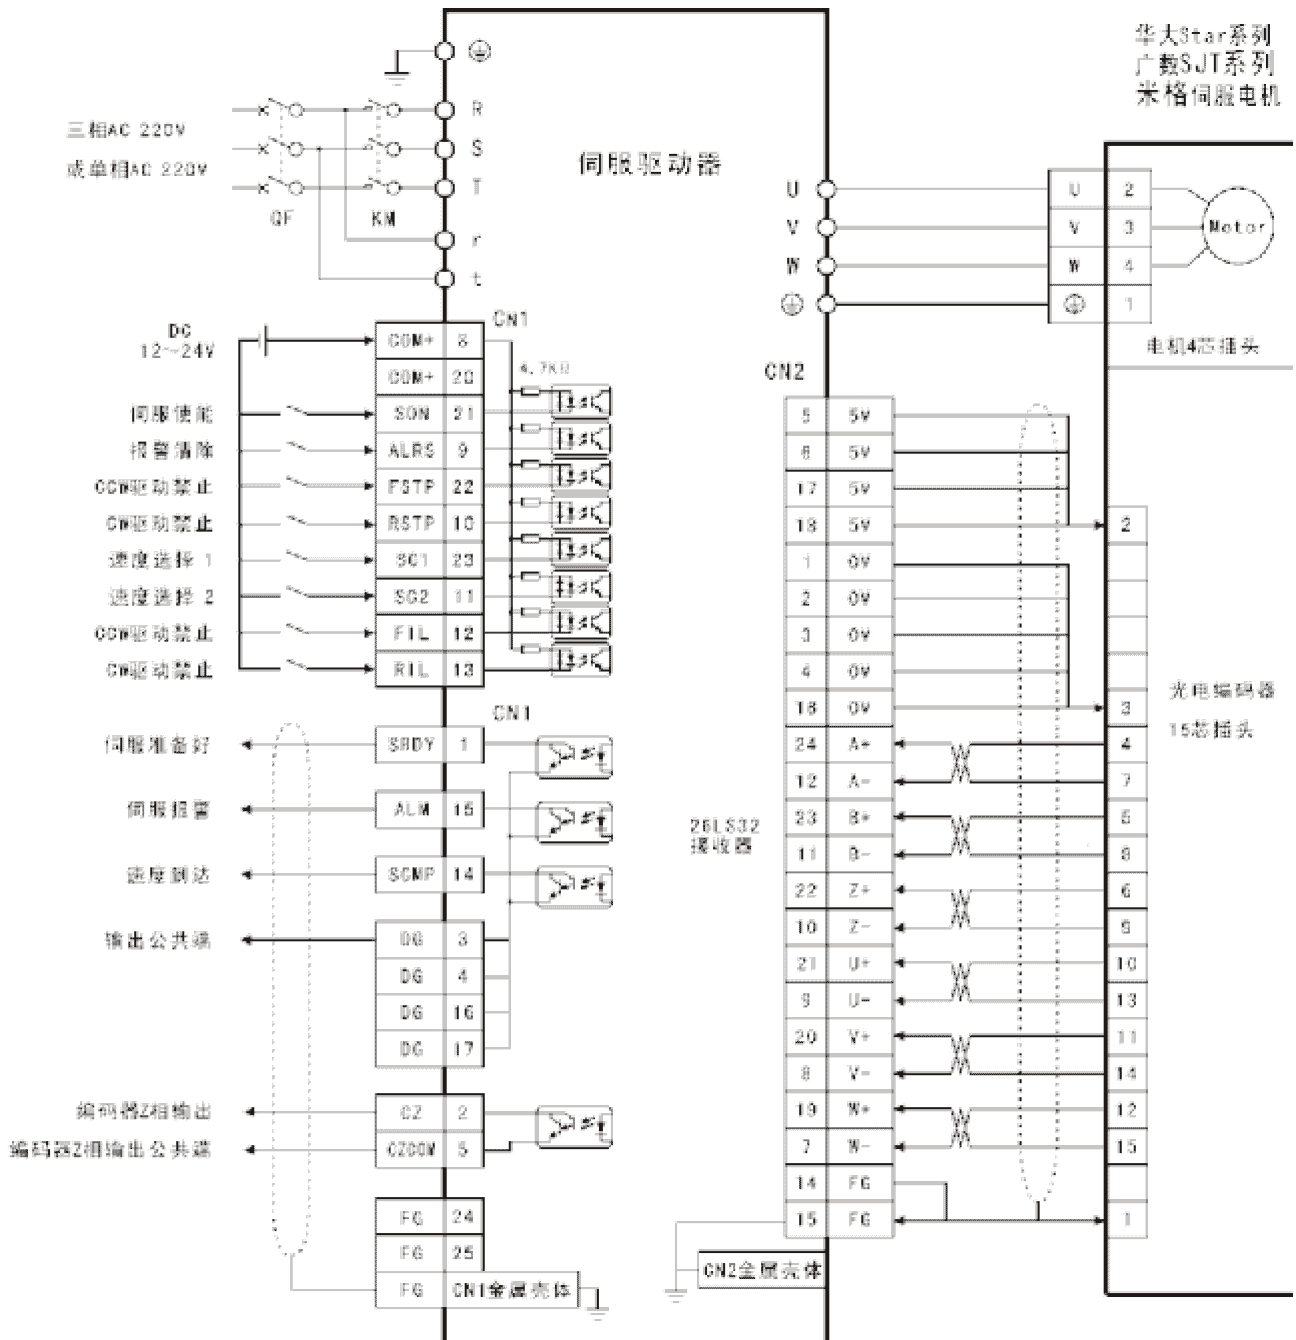 华大Star系列
广数SJT系列
米格伺服电机
三相AC 220V
或单相AC 220V
QF
KM
R
S
T
r
t
伺服驱动器
U
V
W
U 2
V 3
W 4
1
Motor
电机4芯插头
DC
12~24V
CN1
COM+ 8
COM+ 20
4.7KΩ
伺服使能 SON 21
报警清除 ALRS 9
CCW驱动禁止 FSTP 22
CW驱动禁止 RSTP 10
速度选择 1 SC1 23
速度选择 2 SC2 11
CCW驱动禁止 FIL 12
CW驱动禁止 RIL 13
CN1
伺服准备好 SRDY 1
伺服报警 ALM 15
速度到达 SCMP 14
输出公共端 DG 3
DG 4
DG 16
DG 17
编码器Z相输出 CZ 2
编码器Z相输出公共端 CZCOM 5
FG 24
FG 25
FG CN1金属壳体
CN2
5 5V
6 5V
17 5V
18 5V 2
1 0V
2 0V
3 0V
4 0V
16 0V 3
24 A+ 4
12 A- 7
23 B+ 5
11 B- 8
22 Z+ 6
10 Z- 9
21 U+ 10
9 U- 13
20 V+ 11
8 V- 14
19 W+ 12
7 W- 15
14 FG
15 FG 1
26LS32
接收器
光电编码器
15芯插头
CN2金属壳体